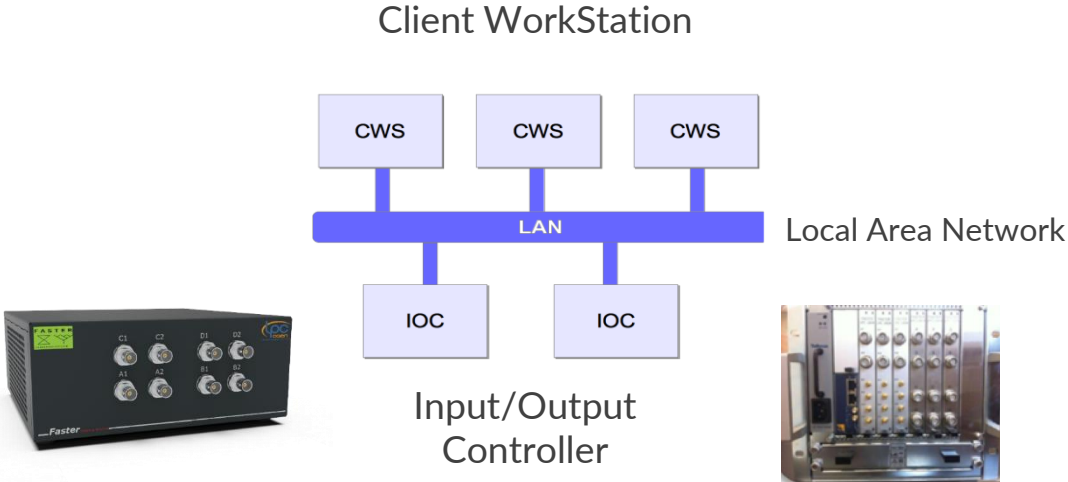 Client WorkStation
CWS
CWS
CWS
LAN
Local Area Network
IOC
IOC
FASTER
C1
C2
D1
D2
A1
A2
B1
B2
Faster
Input/Output
Controller